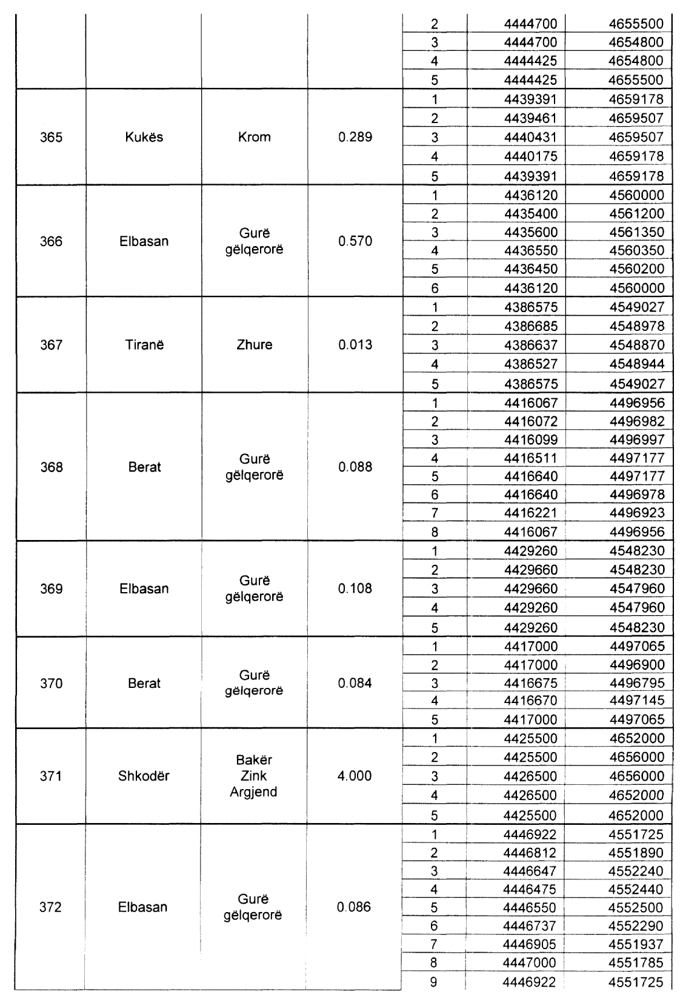 2 4444700 4655500
3 4444700 4654800
4 4444425 4654800
5 4444425 4655500
365 Kukës Krom 0.289
1 4439391 4659178
2 4439461 4659507
3 4440431 4659507
4 4440175 4659178
5 4439391 4659178
366 Elbasan Gurë gëlqerorë 0.570
1 4436120 4560000
2 4435400 4561200
3 4435600 4561350
4 4436550 4560350
5 4436450 4560200
6 4436120 4560000
367 Tiranë Zhure 0.013
1 4386575 4549027
2 4386685 4548978
3 4386637 4548870
4 4386527 4548944
5 4386575 4549027
368 Berat Gurë gëlqerorë 0.088
1 4416067 4496956
2 4416072 4496982
3 4416099 4496997
4 4416511 4497177
5 4416640 4497177
6 4416640 4496978
7 4416221 4496923
8 4416067 4496956
369 Elbasan Gurë gëlqerorë 0.108
1 4429260 4548230
2 4429660 4548230
3 4429660 4547960
4 4429260 4547960
5 4429260 4548230
370 Berat Gurë gëlqerorë 0.084
1 4417000 4497065
2 4417000 4496900
3 4416675 4496795
4 4416670 4497145
5 4417000 4497065
371 Shkodër Bakër Zink Argjend 4.000
1 4425500 4652000
2 4425500 4656000
3 4426500 4656000
4 4426500 4652000
5 4425500 4652000
372 Elbasan Gurë gëlqerorë 0.086
1 4446922 4551725
2 4446812 4551890
3 4446647 4552240
4 4446475 4552440
5 4446550 4552500
6 4446737 4552290
7 4446905 4551937
8 4447000 4551785
9 4446922 4551725